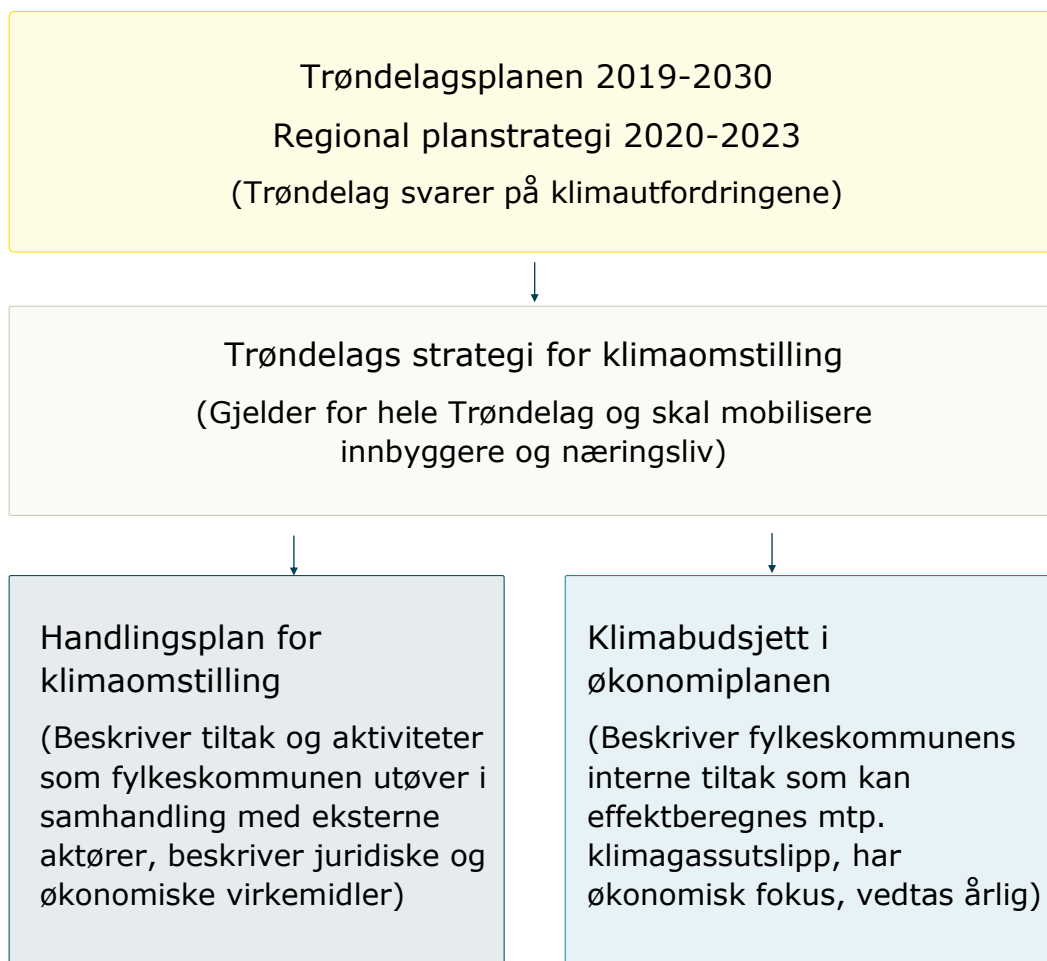 Trøndelagsplanen 2019-2030
Regional planstrategi 2020-2023
(Trøndelag svarer på klimautfordringene)
Trøndelags strategi for klimaomstilling
(Gjelder for hele Trøndelag og skal mobilisere
innbyggere og næringsliv)
Handlingsplan for
klimaomstilling
(Beskriver tiltak og aktiviteter
som fylkeskommunen utøver i
samhandling med eksterne
aktører, beskriver juridiske og
økonomiske virkemidler)
Klimabudsjett i
økonomiplanen
(Beskriver fylkeskommunens
interne tiltak som kan
effektberegnes mtp.
klimagassutslipp, har
økonomisk fokus, vedtas årlig)